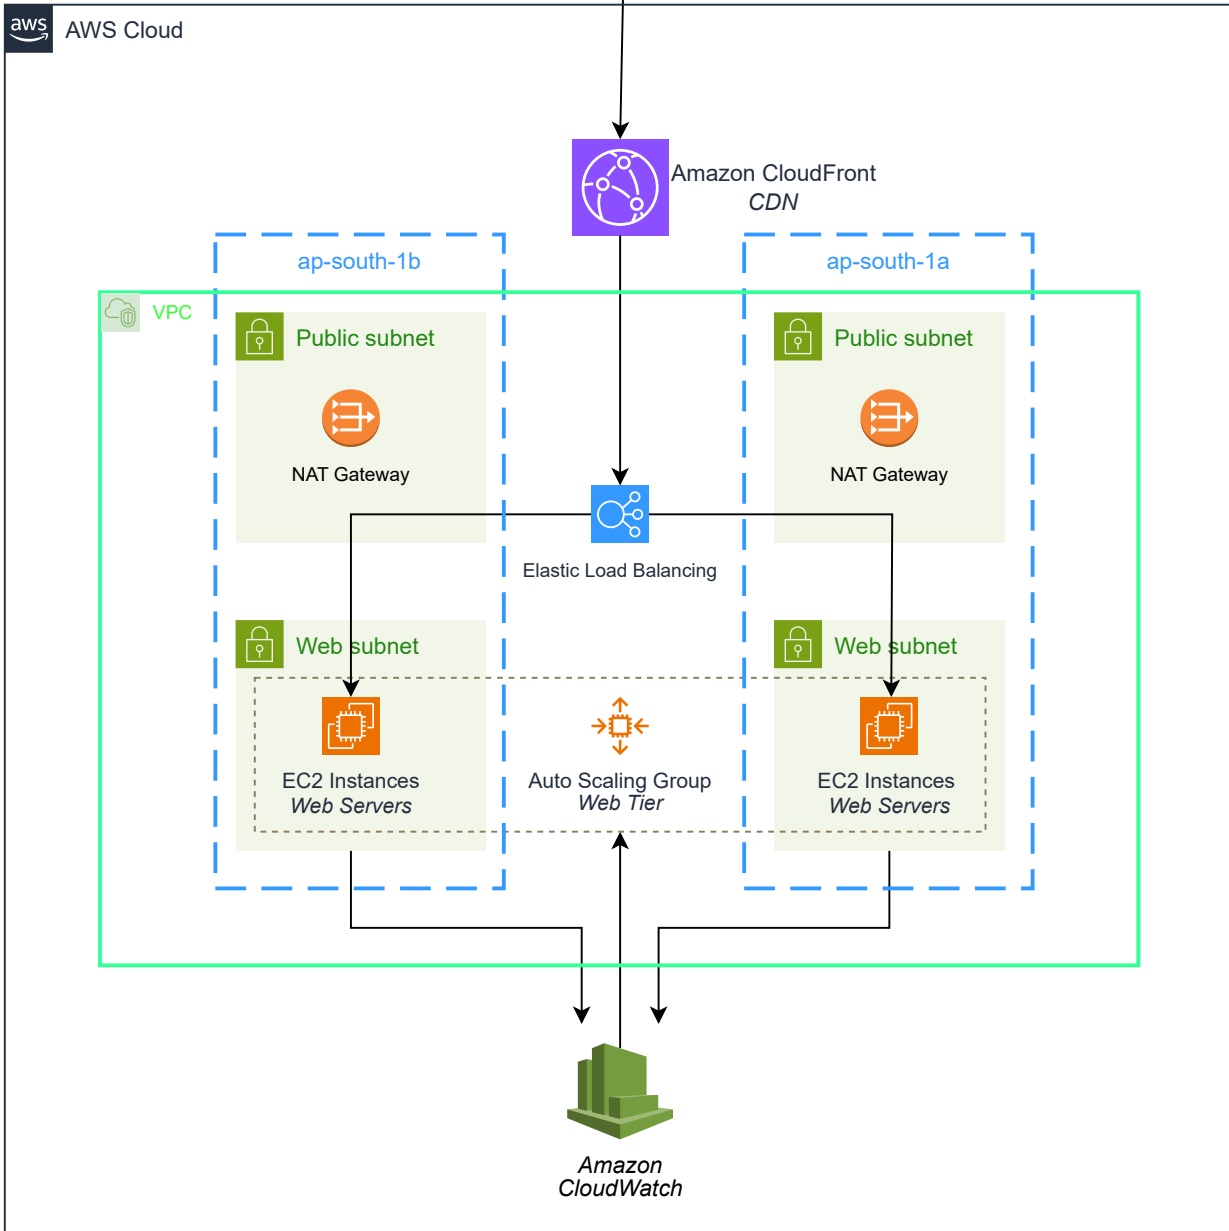 aws
AWS Cloud
Amazon CloudFront
CDN
ap-south-1b
ap-south-1a
VPC
Public subnet
Public subnet
NAT Gateway
NAT Gateway
Elastic Load Balancing
Web subnet
Web subnet
EC2 Instances
Web Servers
Auto Scaling Group
Web Tier
EC2 Instances
Web Servers
Amazon
CloudWatch